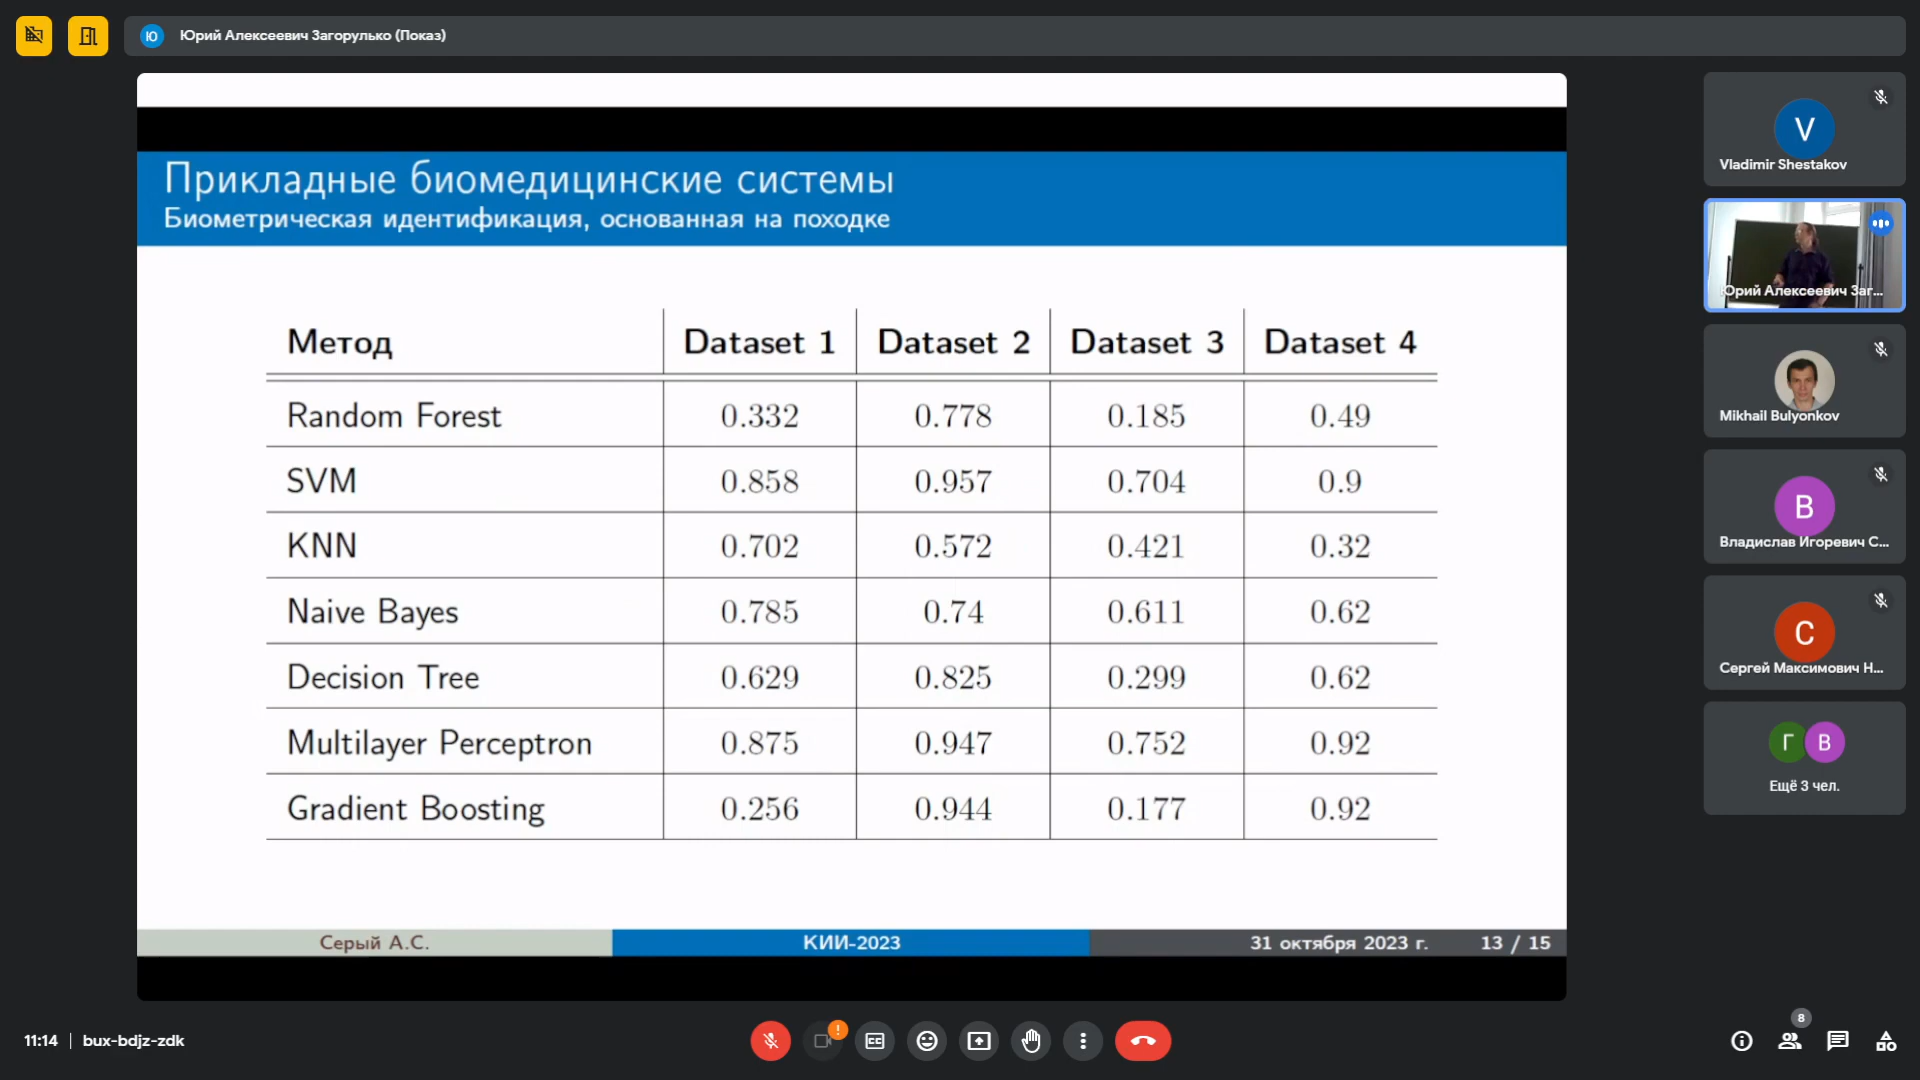 Ю Юрий Алексеевич Загорулько (Показ)
Прикладные биомедицинские системы
Биометрическая идентификация, основанная на походке
Метод Dataset 1 Dataset 2 Dataset 3 Dataset 4
Random Forest 0.332 0.778 0.185 0.49
SVM 0.858 0.957 0.704 0.9
KNN 0.702 0.572 0.421 0.32
Naive Bayes 0.785 0.74 0.611 0.62
Decision Tree 0.629 0.825 0.299 0.62
Multilayer Perceptron 0.875 0.947 0.752 0.92
Gradient Boosting 0.256 0.944 0.177 0.92
Серый А.С. КИИ-2023 31 октября 2023 г. 13 / 15
V
Vladimir Shestakov
Юрий Алексеевич Заг...
Mikhail Bulyonkov
В
Владислав Игоревич С...
С
Сергей Максимович Н...
Г В
Ещё 3 чел.
11:14 | bux-bdjz-zdk
!
CC
8